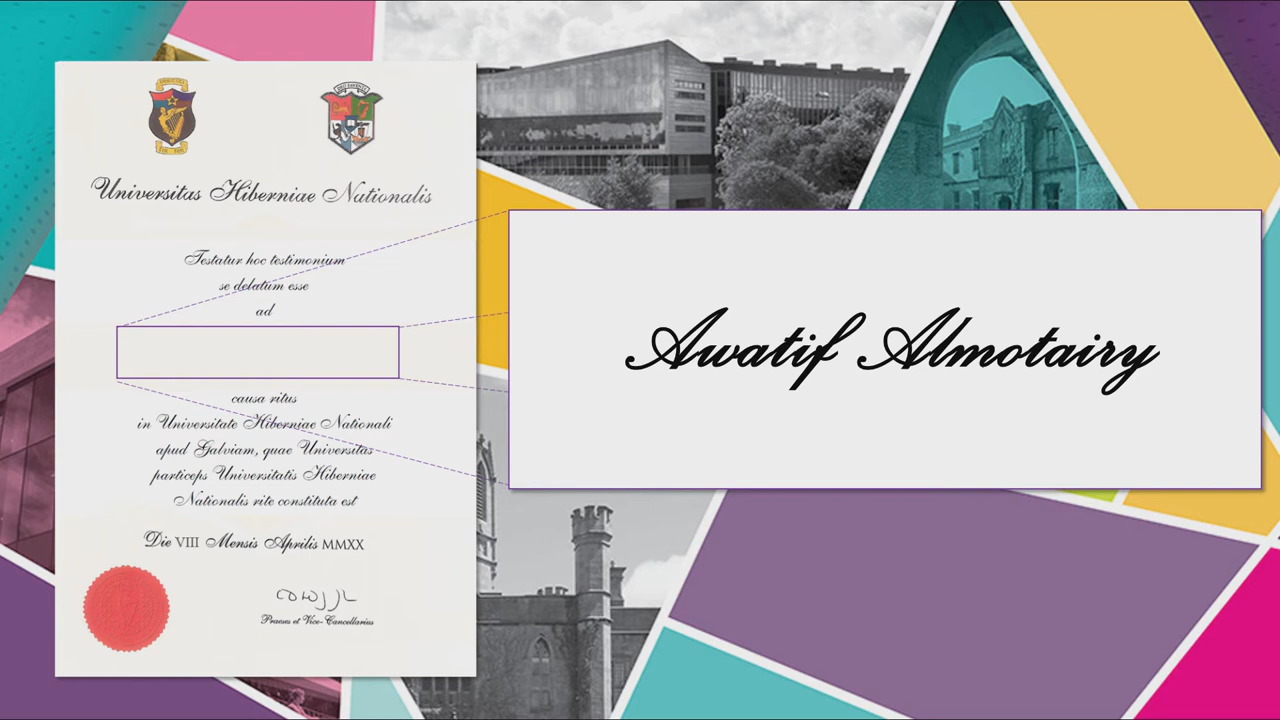 Universitas Hiberniae Nationalis
Testatur hoc testimonium
se delatum esse
ad
causa ritus
in Universitate Hiberniae Nationali
apud Galviam, quae Universitas
particeps Universitatis Hiberniae
Nationalis rite constituta est
Die VIII Mensis Aprilis MMXX
Praeses et Vice-Cancellarius
Awatif Almotairy